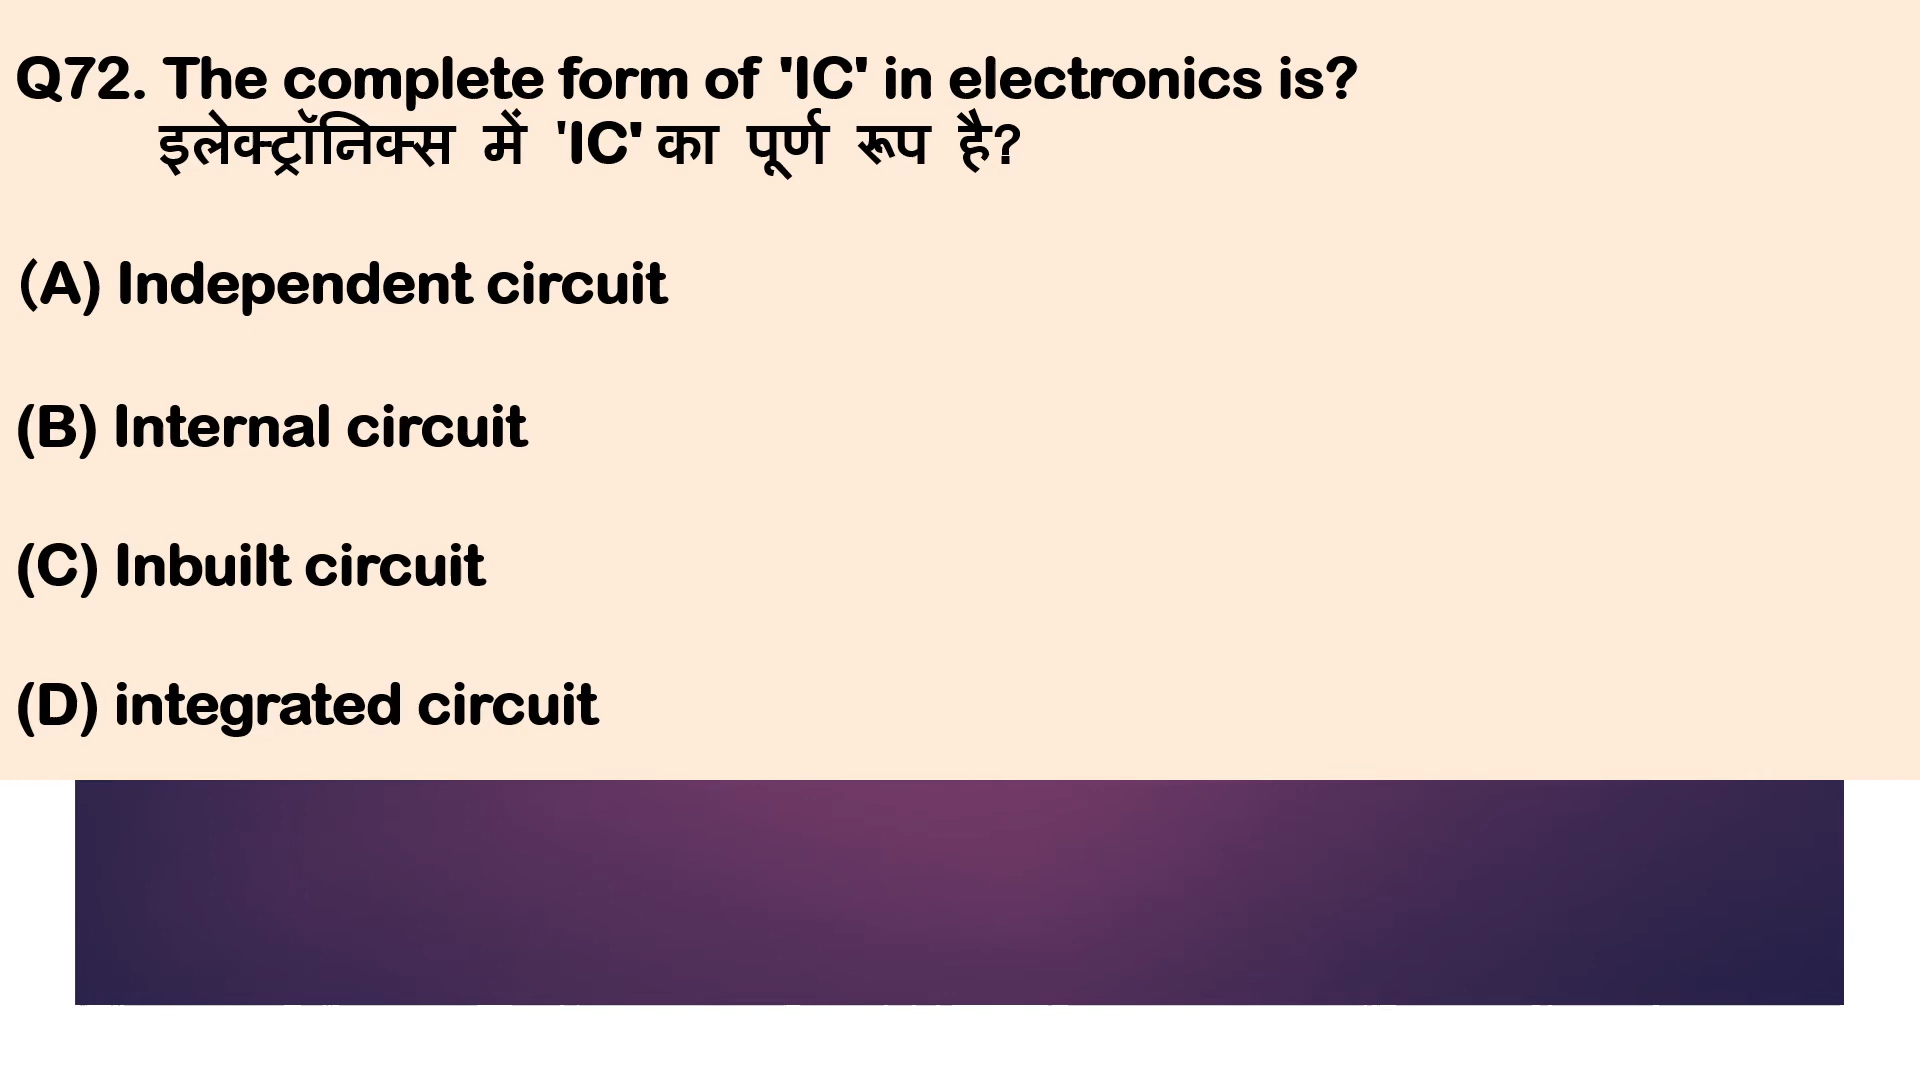 Q72. The complete form of 'IC' in electronics is?
इलेक्ट्रॉनिक्स में 'IC' का पूर्ण रूप है?
(A) Independent circuit
(B) Internal circuit
(C) Inbuilt circuit
(D) integrated circuit